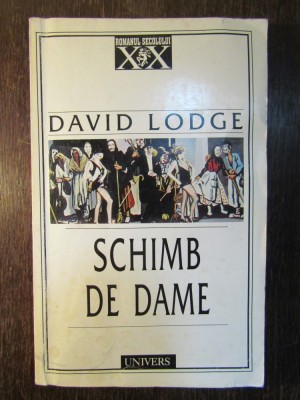 ROMANUL SECOLULUI
XX
DAVID LODGE
SCHIMB
DE DAME
UNIVERS